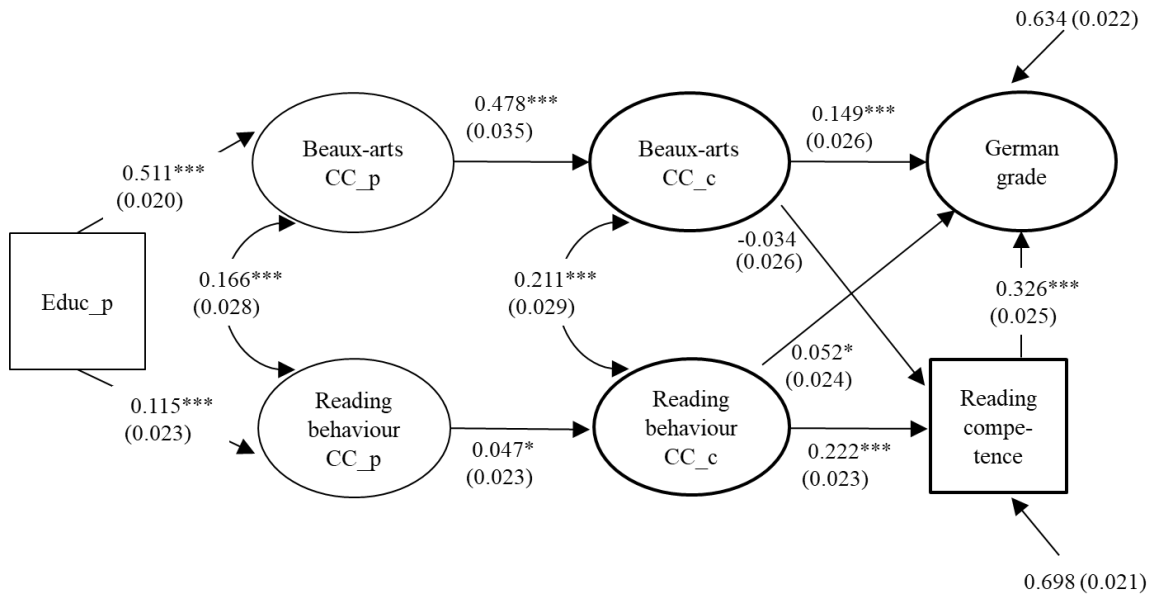 0.634 (0.022)
0.478***
(0.035)
0.149***
(0.026)
Beaux-arts
CC_p
Beaux-arts
CC_c
German
grade
0.511***
(0.020)
-0.034
(0.026)
0.166***
(0.028)
0.211***
(0.029)
0.326***
(0.025)
Educ_p
0.052*
(0.024)
0.115***
(0.023)
Reading
behaviour
CC_p
Reading
behaviour
CC_c
Reading
compe-
tence
0.047*
(0.023)
0.222***
(0.023)
0.698 (0.021)